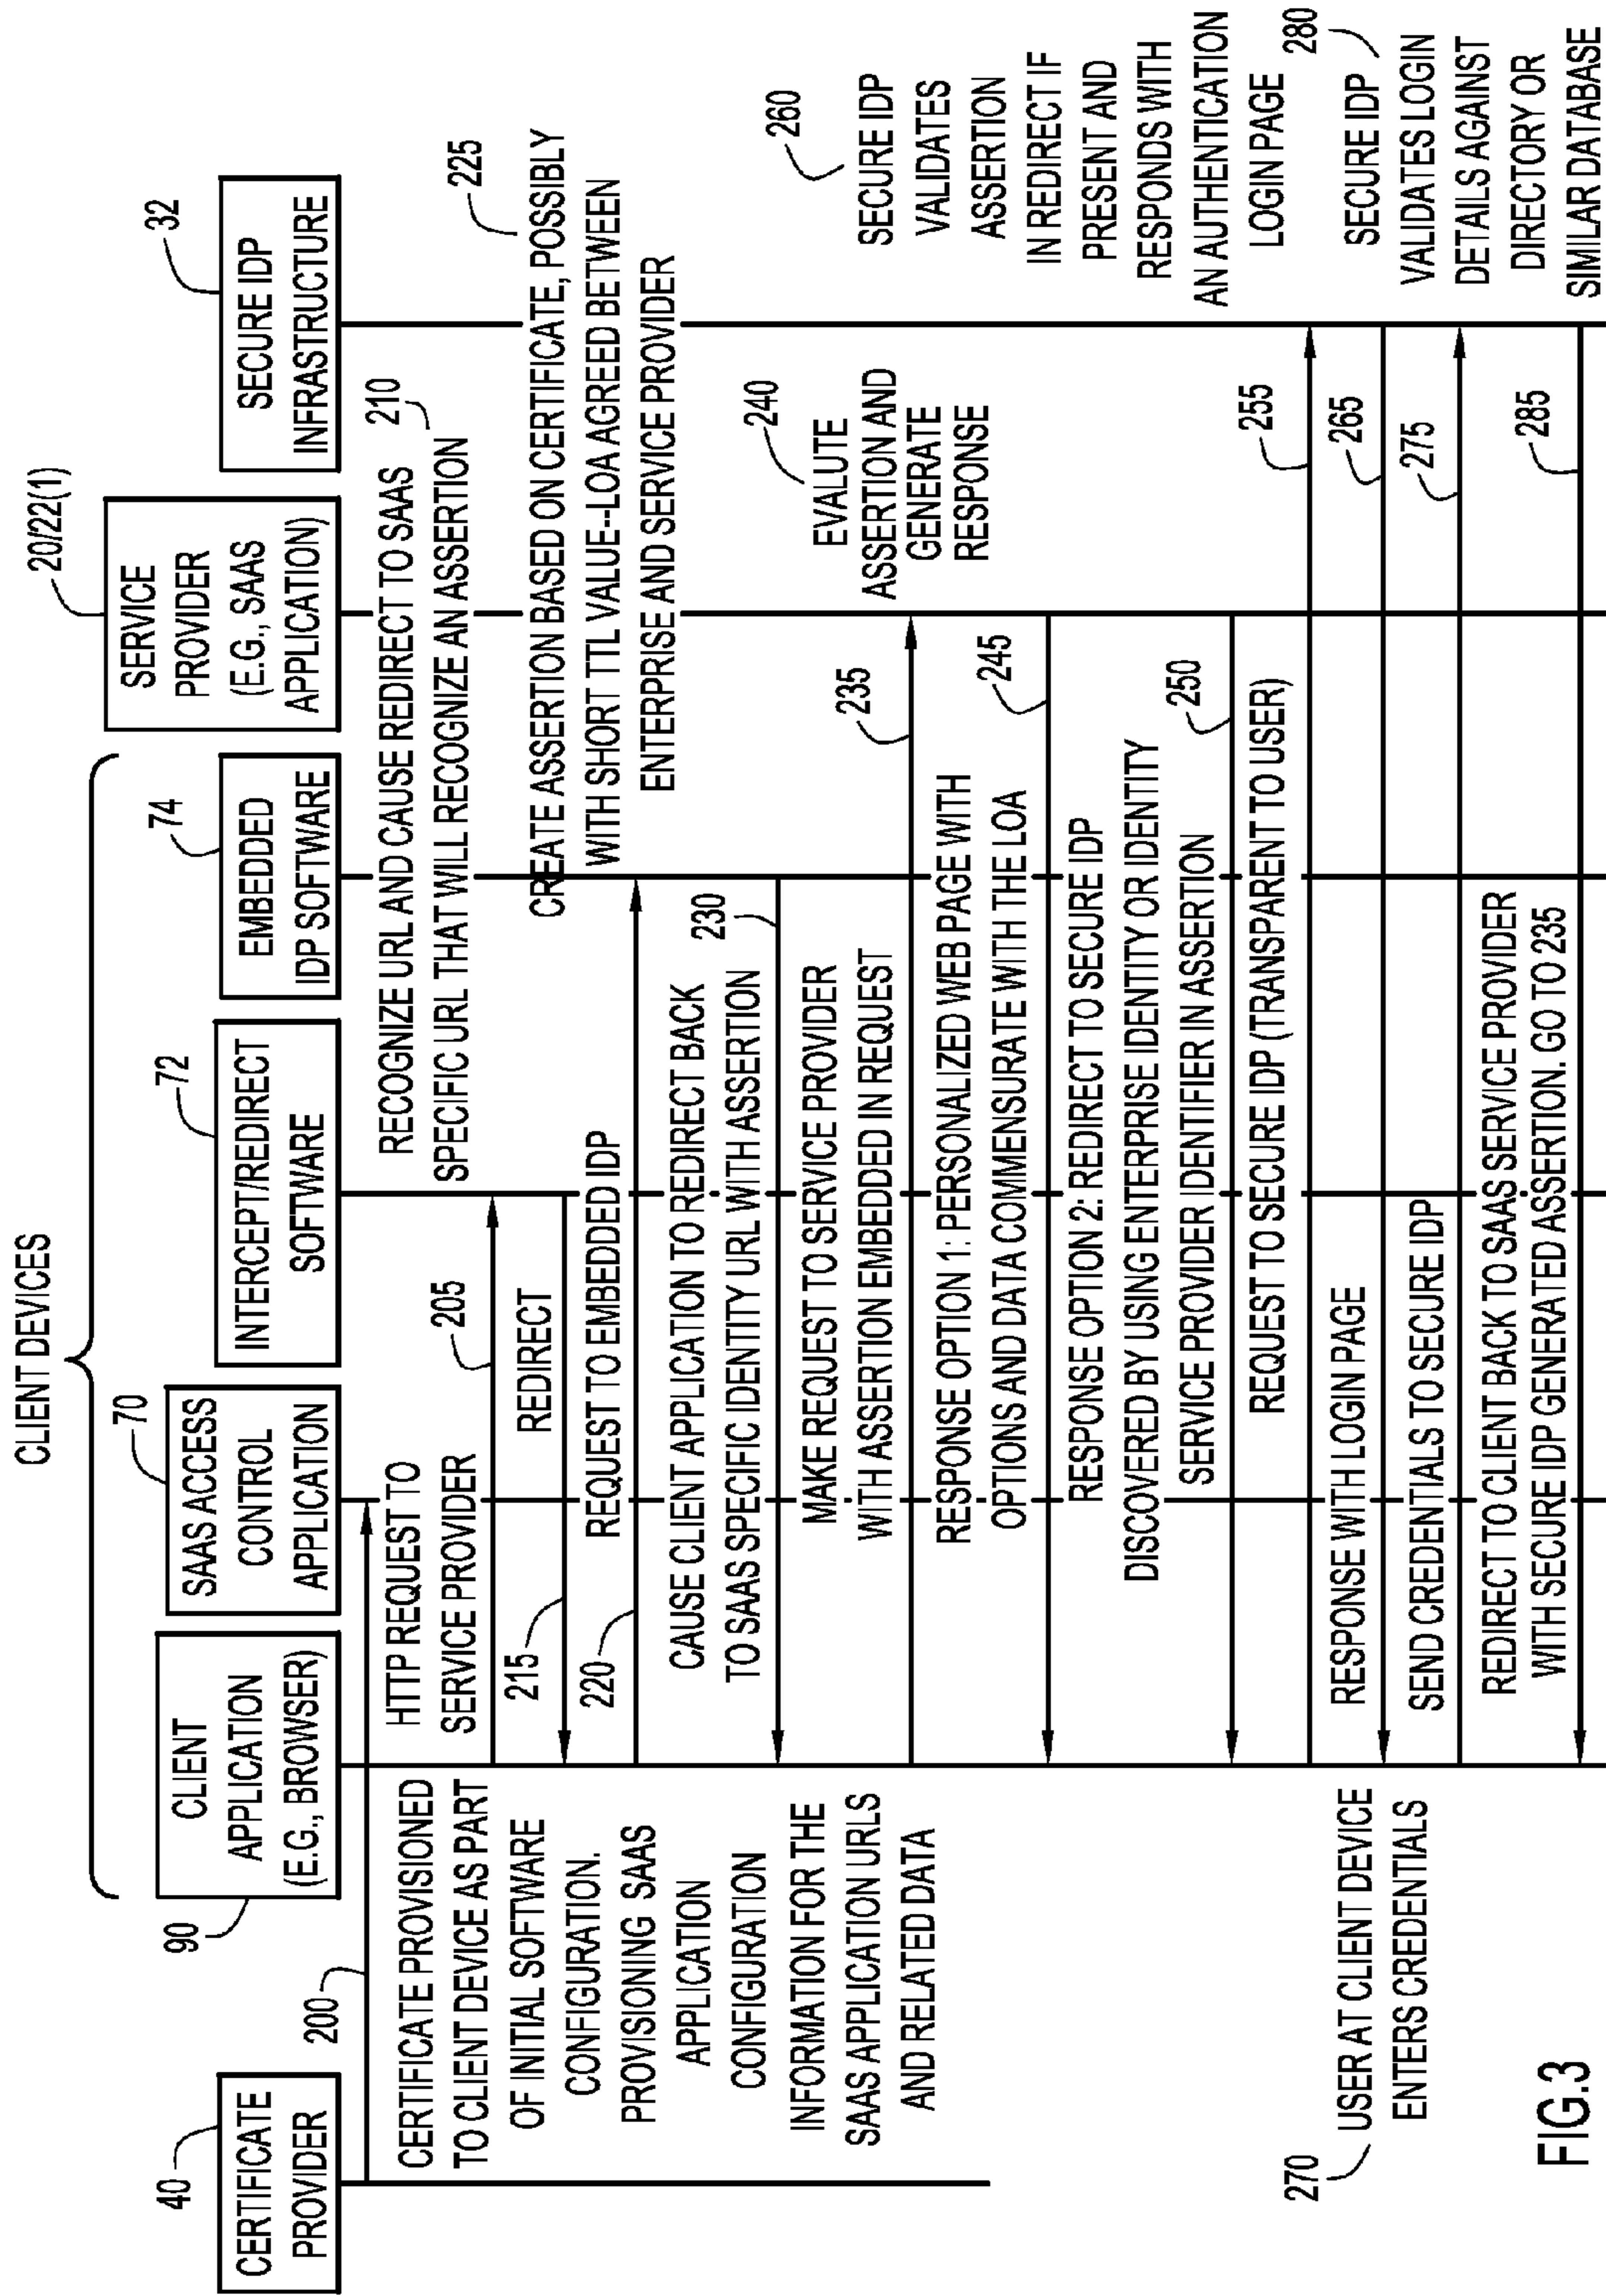 CLIENT DEVICES
40
CERTIFICATE
PROVIDER
90
CLIENT
APPLICATION
(E.G., BROWSER)
70
SAAS ACCESS
CONTROL
APPLICATION
72
INTERCEPT/REDIRECT
SOFTWARE
74
EMBEDDED
IDP SOFTWARE
20/22(1)
SERVICE
PROVIDER
(E.G., SAAS
APPLICATION)
32
SECURE IDP
INFRASTRUCTURE
200
CERTIFICATE PROVISIONED
TO CLIENT DEVICE AS PART
OF INITIAL SOFTWARE
CONFIGURATION.
PROVISIONING SAAS
APPLICATION
CONFIGURATION
INFORMATION FOR THE
SAAS APPLICATION URLS
AND RELATED DATA
HTTP REQUEST TO
SERVICE PROVIDER
205
RECOGNIZE URL AND CAUSE REDIRECT TO SAAS
SPECIFIC URL THAT WILL RECOGNIZE AN ASSERTION
210
215
REDIRECT
220
REQUEST TO EMBEDDED IDP
225
CREATE ASSERTION BASED ON CERTIFICATE, POSSIBLY
WITH SHORT TTL VALUE--LOA AGREED BETWEEN
ENTERPRISE AND SERVICE PROVIDER
230
CAUSE CLIENT APPLICATION TO REDIRECT BACK
TO SAAS SPECIFIC IDENTITY URL WITH ASSERTION
MAKE REQUEST TO SERVICE PROVIDER
WITH ASSERTION EMBEDDED IN REQUEST
235
240
EVALUTE
ASSERTION AND
GENERATE
RESPONSE
RESPONSE OPTION 1: PERSONALIZED WEB PAGE WITH
OPTIONS AND DATA COMMENSURATE WITH THE LOA
245
RESPONSE OPTION 2: REDIRECT TO SECURE IDP
DISCOVERED BY USING ENTERPRISE IDENTITY OR IDENTITY
SERVICE PROVIDER IDENTIFIER IN ASSERTION
250
REQUEST TO SECURE IDP (TRANSPARENT TO USER)
255
260
SECURE IDP
VALIDATES
ASSERTION
IN REDIRECT IF
PRESENT AND
RESPONDS WITH
AN AUTHENTICATION
LOGIN PAGE
RESPONSE WITH LOGIN PAGE
265
270
USER AT CLIENT DEVICE
ENTERS CREDENTIALS
SEND CREDENTIALS TO SECURE IDP
275
280
SECURE IDP
VALIDATES LOGIN
DETAILS AGAINST
DIRECTORY OR
SIMILAR DATABASE
REDIRECT TO CLIENT BACK TO SAAS SERVICE PROVIDER
WITH SECURE IDP GENERATED ASSERTION. GO TO 235
285
FIG.3